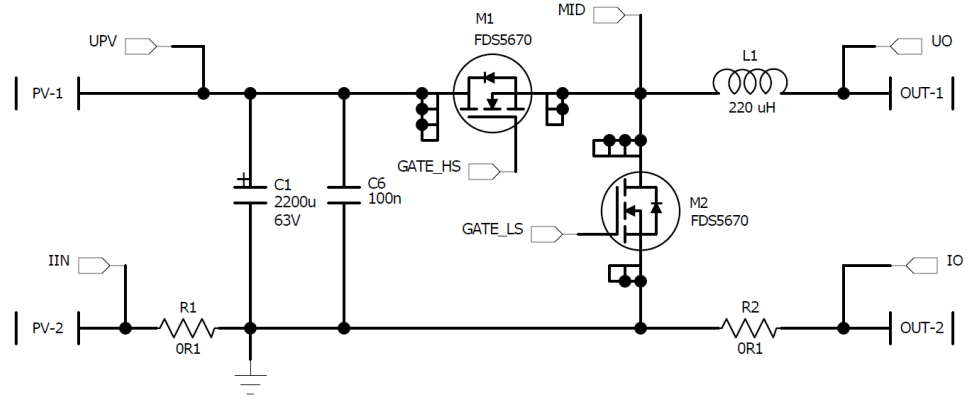 M1
FDS5670
MID
UPV
UO
L1
220 uH
PV-1
OUT-1
GATE_HS
C1
2200u
63V
C6
100n
M2
FDS5670
GATE_LS
IIN
IO
R1
0R1
R2
0R1
PV-2
OUT-2